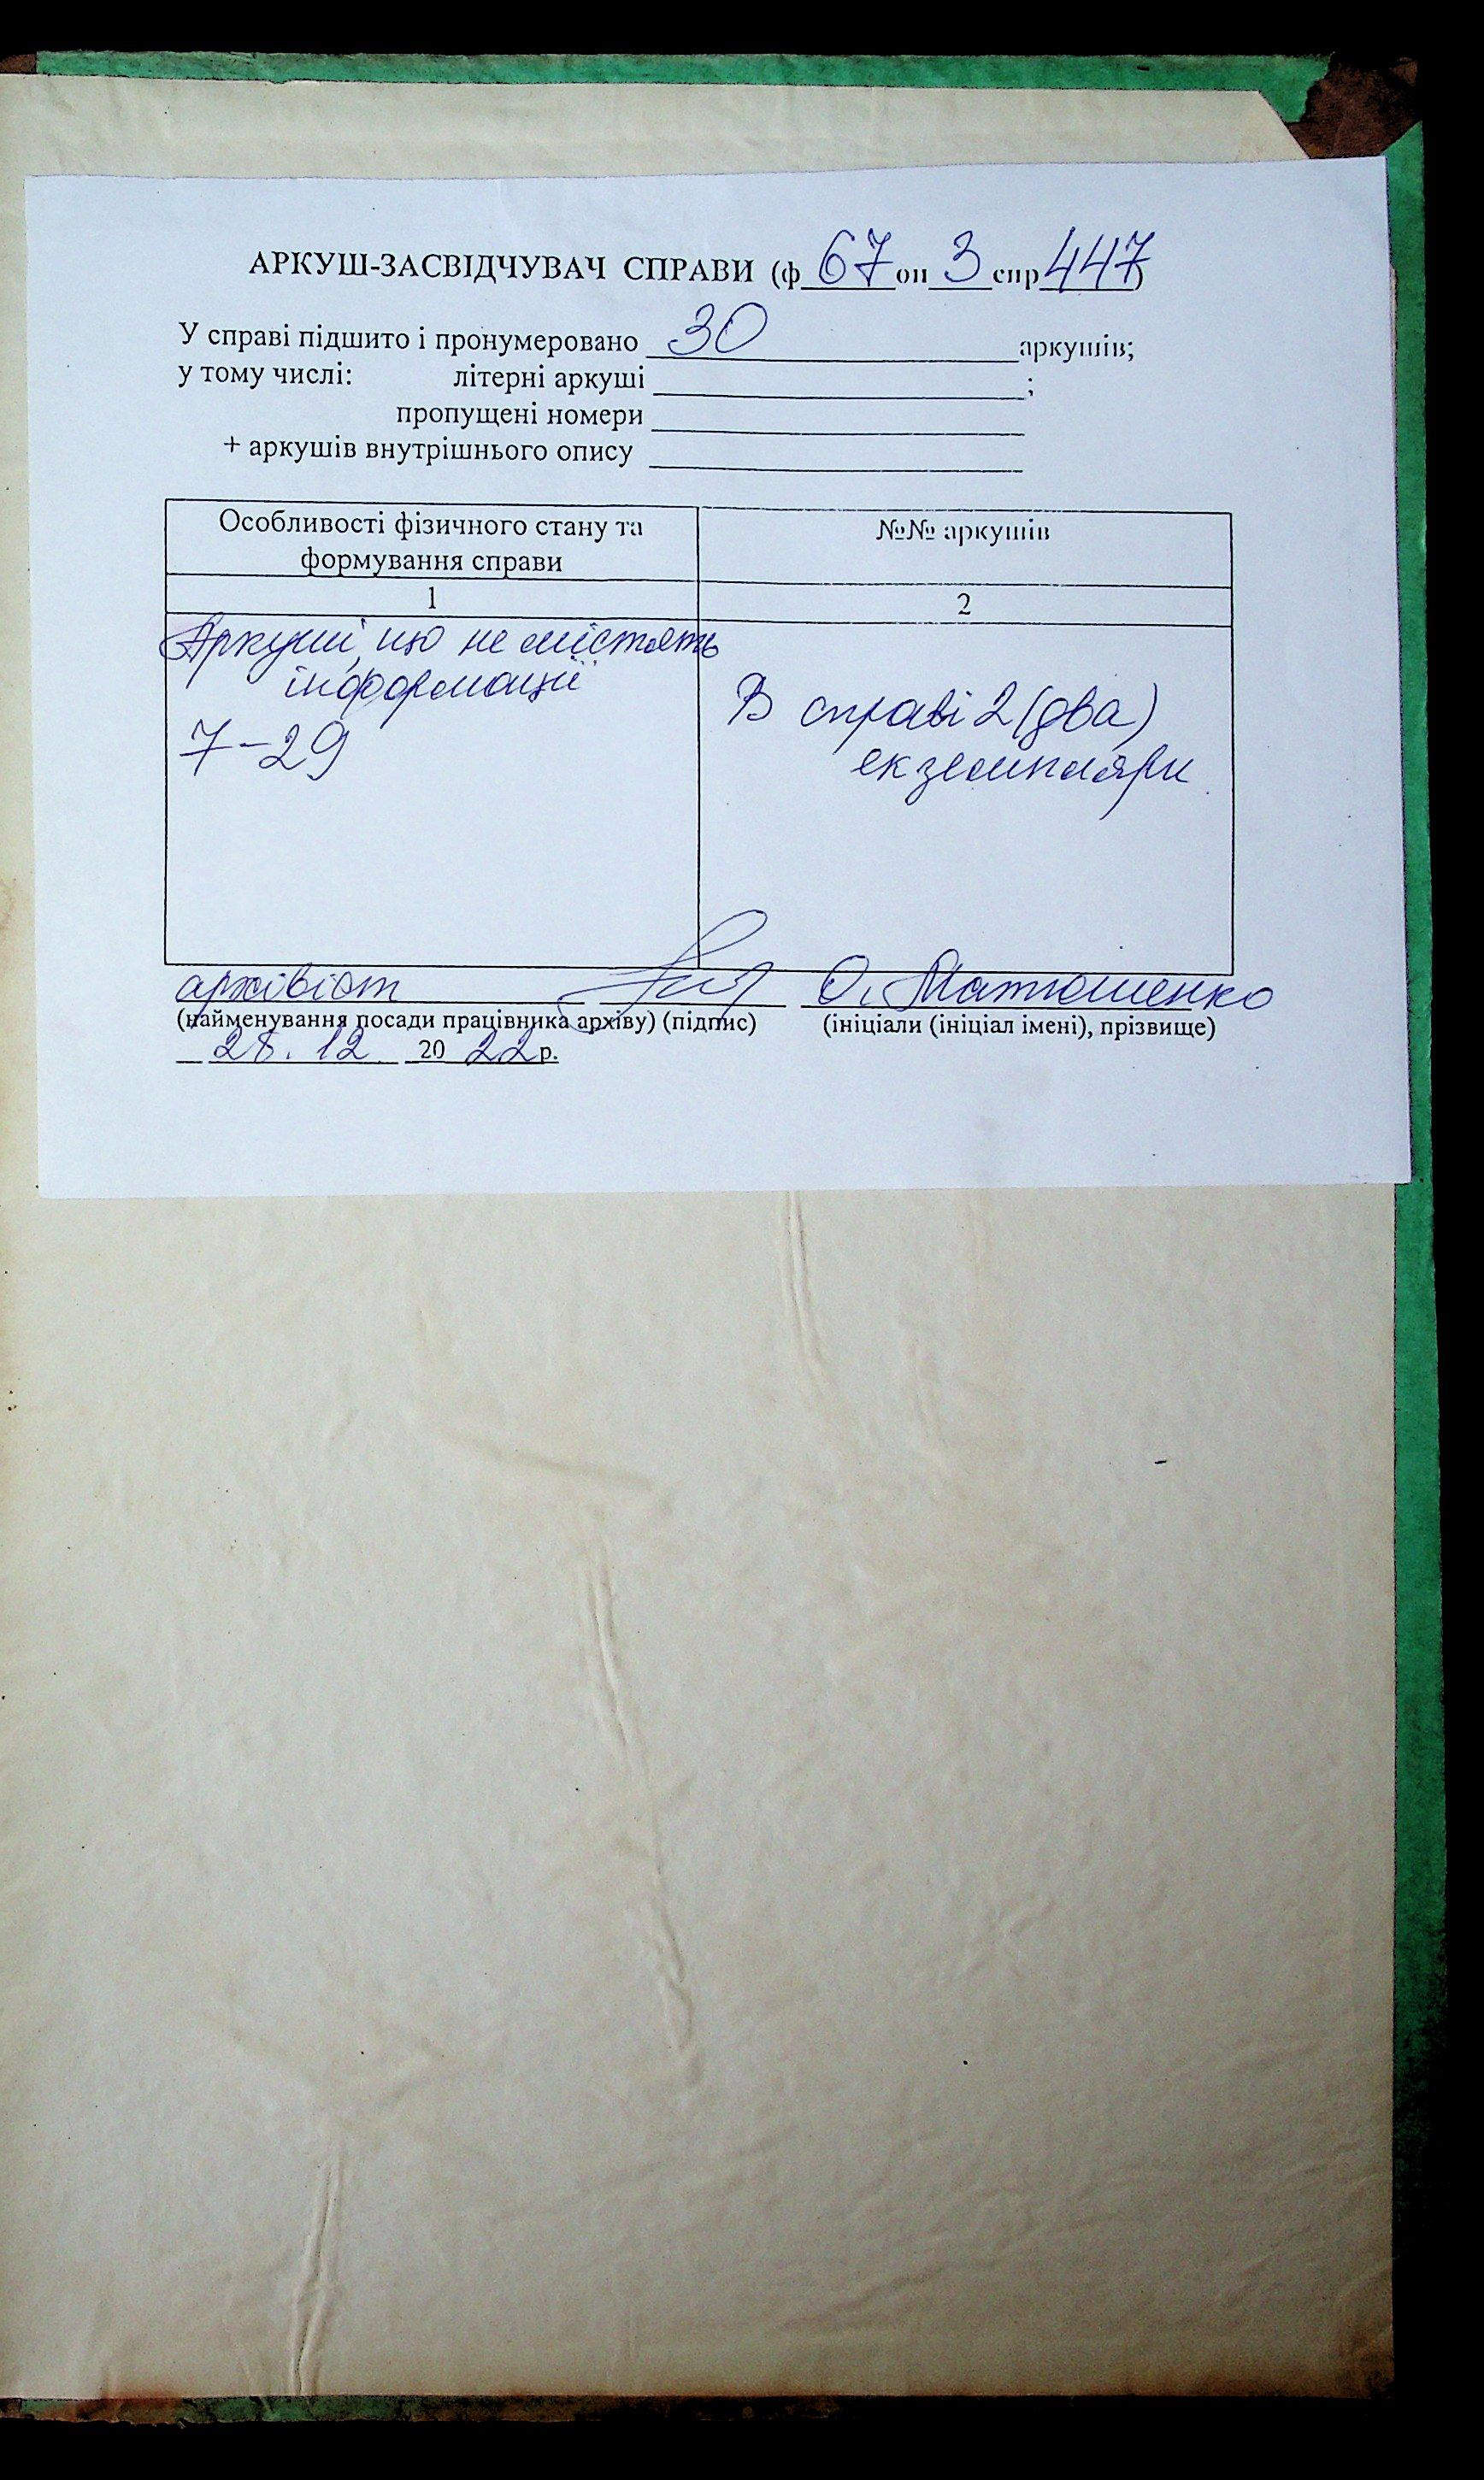 АРКУШ-ЗАСВІДЧУВАЧ СПРАВИ (ф 67 оп 3 спр 447)
У справі підшито і пронумеровано 30 аркушів;
у тому числі: літерні аркуші ;
пропущені номери
+ аркушів внутрішнього опису
Особливості фізичного стану та формування справи
№№ аркушів
1
2
Аркуші, що не містять
інформації
7-29
В справі 2 (два)
екземпляри
архівіст О. Матюшенко
(найменування посади працівника архіву) (підпис) (ініціали (ініціал імені), прізвище)
28. 12 2022 р.